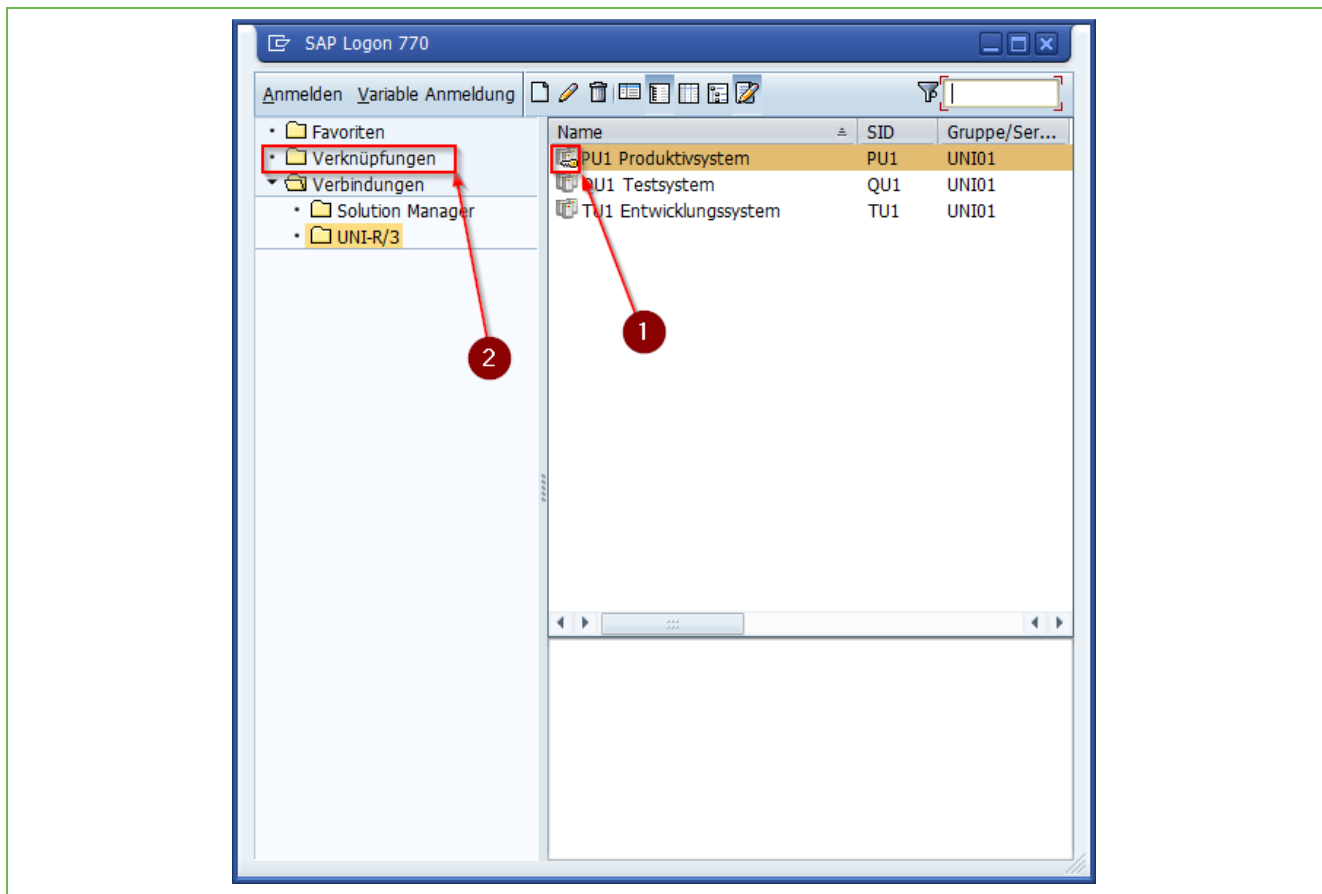 SAP Logon 770
Anmelden Variable Anmeldung
Favoriten
Verknüpfungen
Verbindungen
Solution Manager
UNI-R/3
Name SID Gruppe/Ser...
PU1 Produktivsystem PU1 UNI01
QU1 Testsystem QU1 UNI01
TU1 Entwicklungssystem TU1 UNI01
1
2